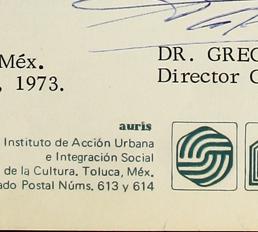 Méx.
, 1973.
DR. GREG
Director G
auris
Instituto de Acción Urbana
e Integración Social
de la Cultura. Toluca, Méx.
ado Postal Núms. 613 y 614